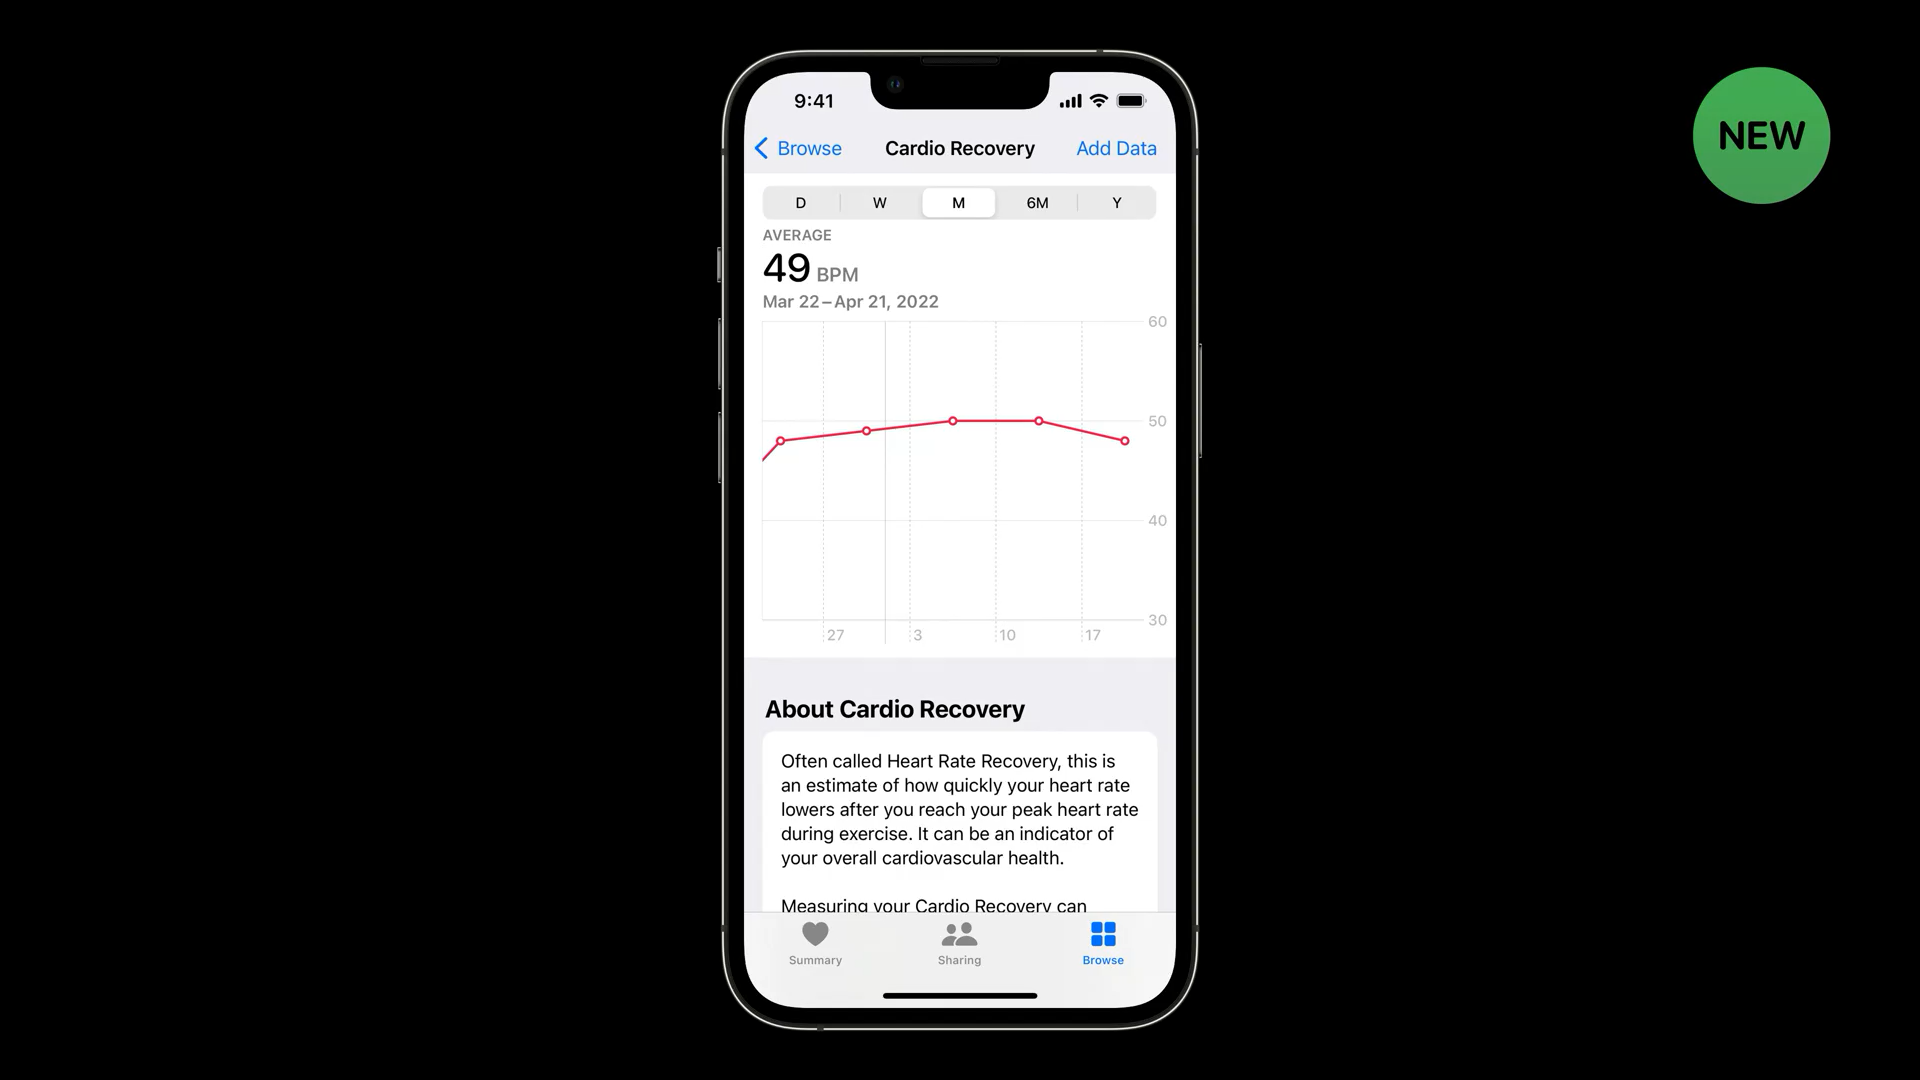 9:41
NEW
Browse
Cardio Recovery
Add Data
D W M 6M Y
AVERAGE
49 BPM
Mar 22–Apr 21, 2022
60
50
40
30
27 3 10 17
About Cardio Recovery
Often called Heart Rate Recovery, this is
an estimate of how quickly your heart rate
lowers after you reach your peak heart rate
during exercise. It can be an indicator of
your overall cardiovascular health.
Measuring your Cardio Recovery can
Summary Sharing Browse